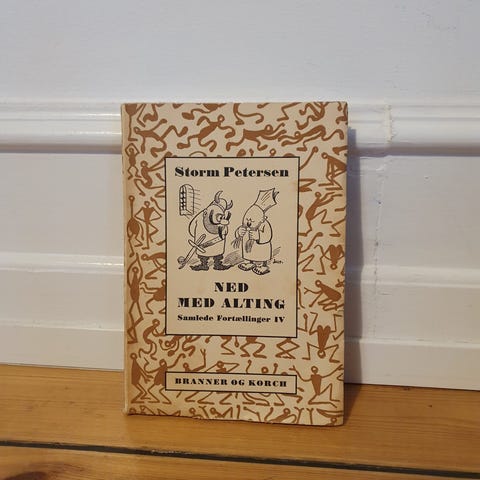 Storm Petersen
NED
MED ALTING
Samlede Fortællinger IV
BRANNER OG KORCH